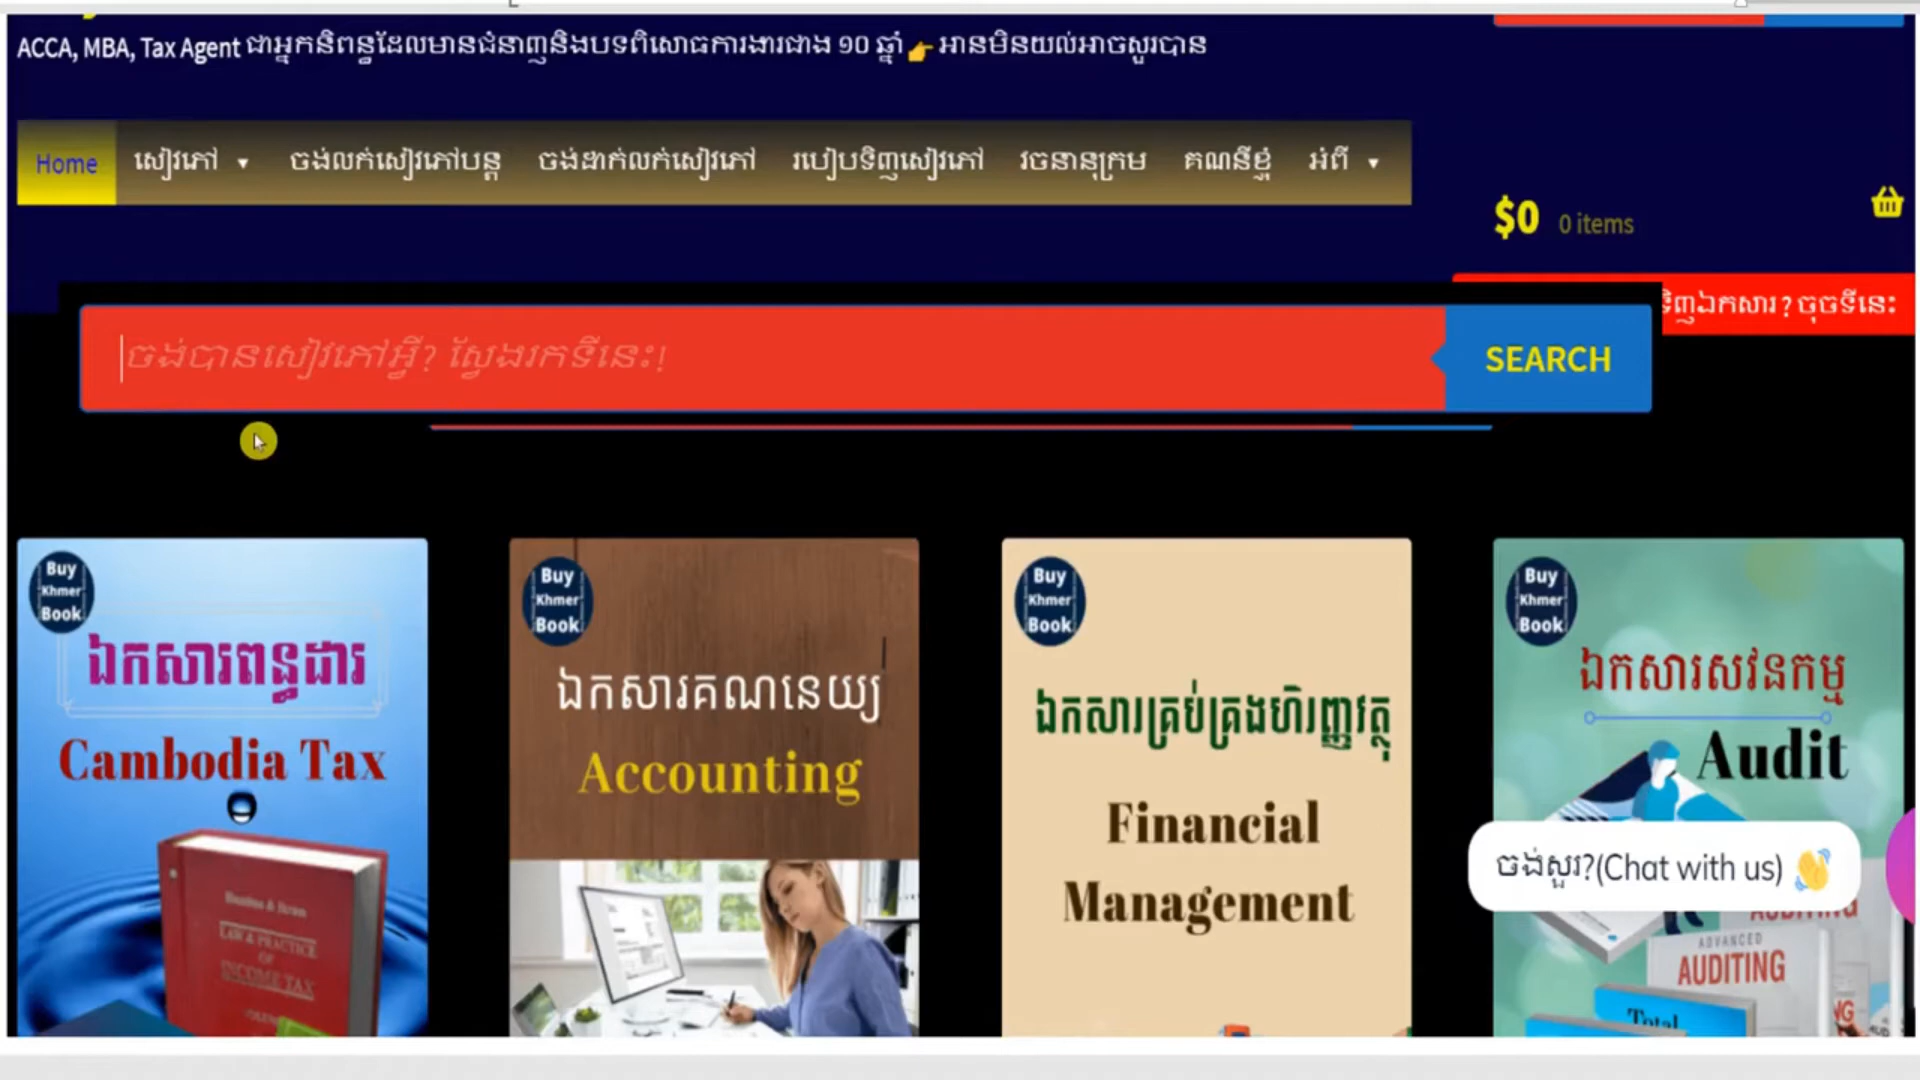 ACCA, MBA, Tax Agent ជាអ្នកនិពន្ធដែលមានជំនាញនិងបទពិសោធការងារជាង ១០ ឆ្នាំ 👉 អានមិនយល់អាចសួរបាន
Home សៀវភៅ ចង់លក់សៀវភៅបន្ត ចង់ដាក់លក់សៀវភៅ របៀបទិញសៀវភៅ វចនានុក្រម គណនីខ្ញុំ អំពី
$0 0 items
ទិញឯកសារ? ចុចទីនេះ
ចង់បានសៀវភៅអ្វី? ស្វែងរកទីនេះ!
SEARCH
Buy
Khmer
Book
ឯកសារពន្ធដារ
Cambodia Tax
LAW & PRACTICE
OF
INCOME TAX
Buy
Khmer
Book
ឯកសារគណនេយ្យ
Accounting
Buy
Khmer
Book
ឯកសារគ្រប់គ្រងហិរញ្ញវត្ថុ
Financial
Management
Buy
Khmer
Book
ឯកសារសវនកម្ម
Audit
ចង់សួរ?(Chat with us) 👋
ADVANCED
AUDITING
Total